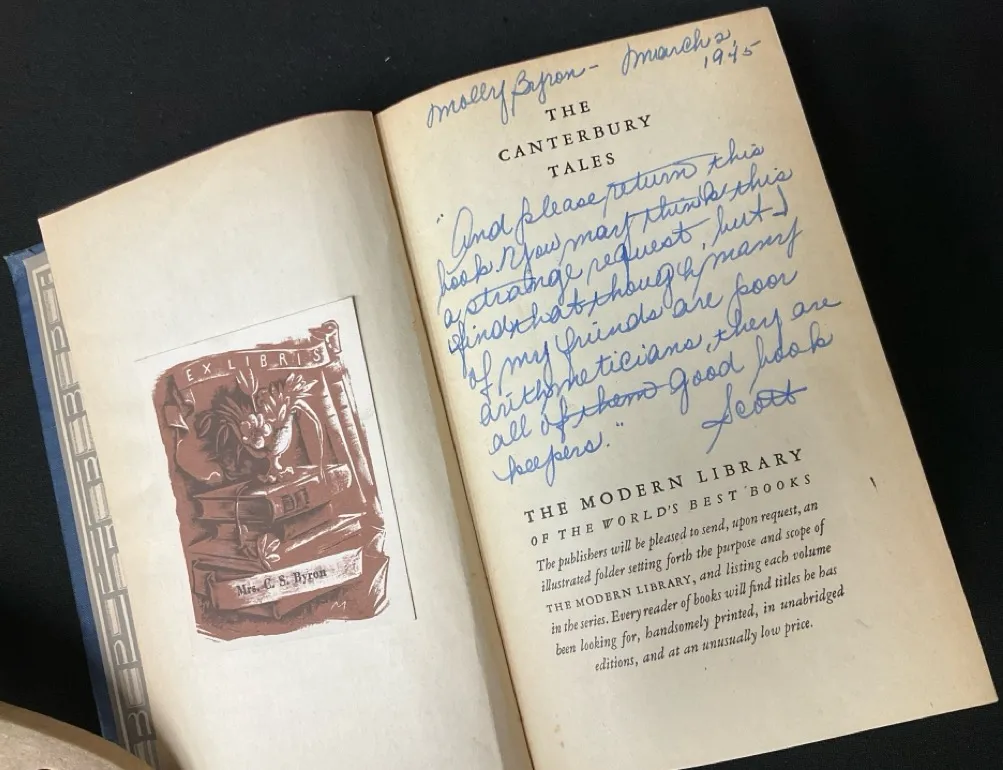 EX LIBRIS
Mrs. C. S. Byron
Molly Byron – March 2,
1945
THE
CANTERBURY
TALES
"And please return this
book. You may think this
a strange request, but I
find that though many
of my friends are poor
arithmeticians, they are
all of them good book
keepers."
Scott
THE MODERN LIBRARY
OF THE WORLD'S BEST BOOKS
The publishers will be pleased to send, upon request, an
illustrated folder setting forth the purpose and scope of
THE MODERN LIBRARY, and listing each volume
in the series. Every reader of books will find titles he has
been looking for, handsomely printed, in unabridged
editions, and at an unusually low price.